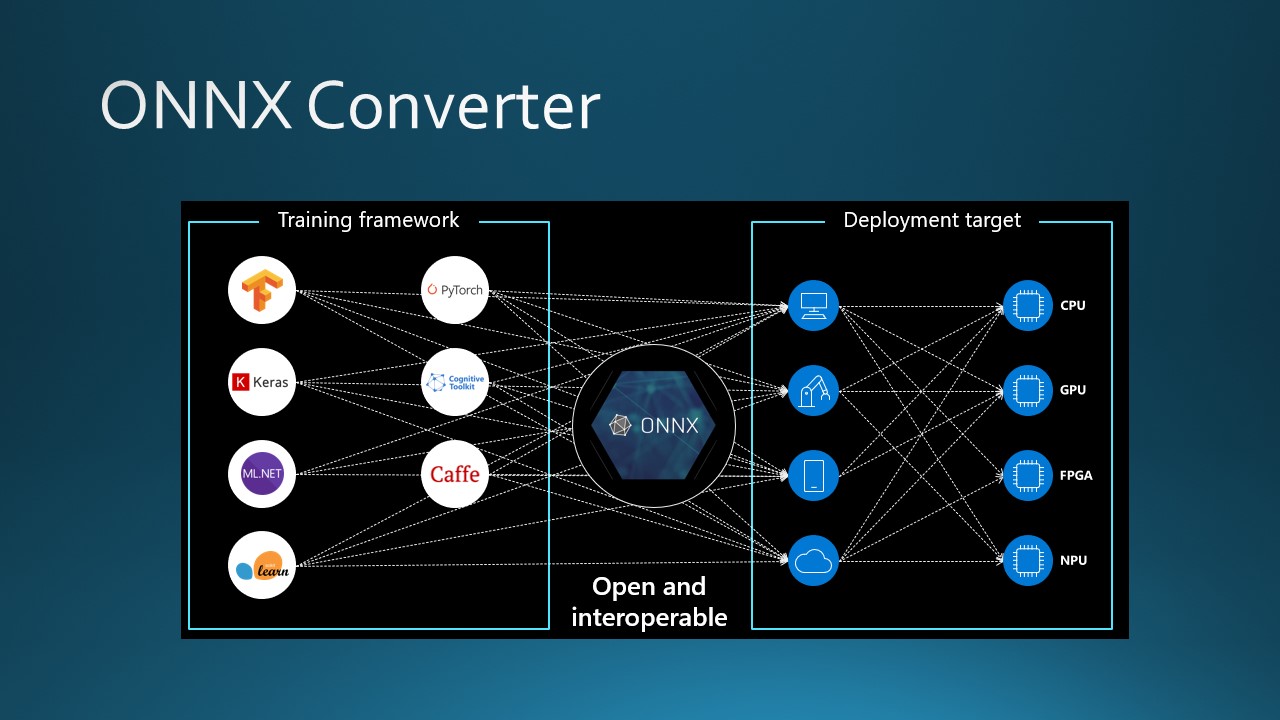 ONNX Converter
Training framework
Deployment target
PyTorch
K Keras
Cognitive
Toolkit
ML.NET
Caffe
learn
ONNX
Open and
interoperable
CPU
GPU
FPGA
NPU